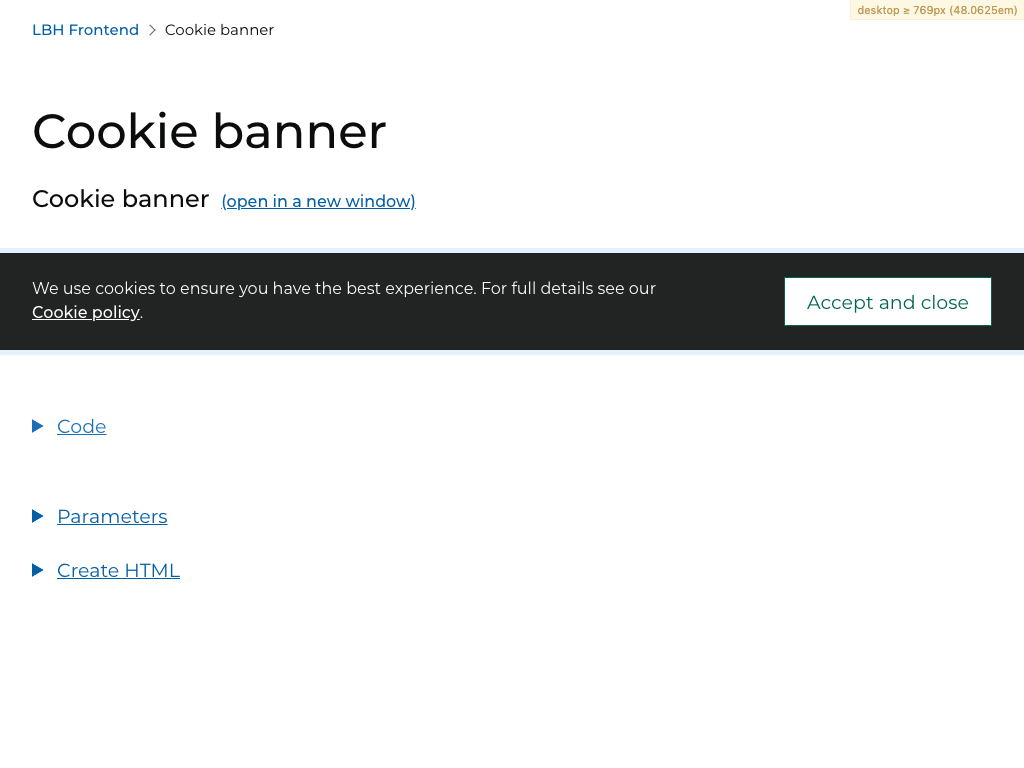 desktop ≥ 769px (48.0625em)
LBH Frontend Cookie banner
Cookie banner
Cookie banner (open in a new window)
We use cookies to ensure you have the best experience. For full details see our
Cookie policy.
Accept and close
Code
Parameters
Create HTML